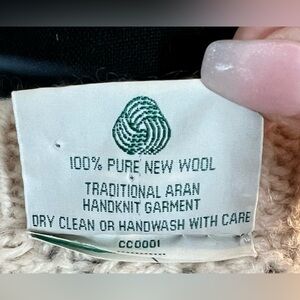 100% PURE NEW WOOL
TRADITIONAL ARAN
HANDKNIT GARMENT
DRY CLEAN OR HANDWASH WITH CARE
CC0001